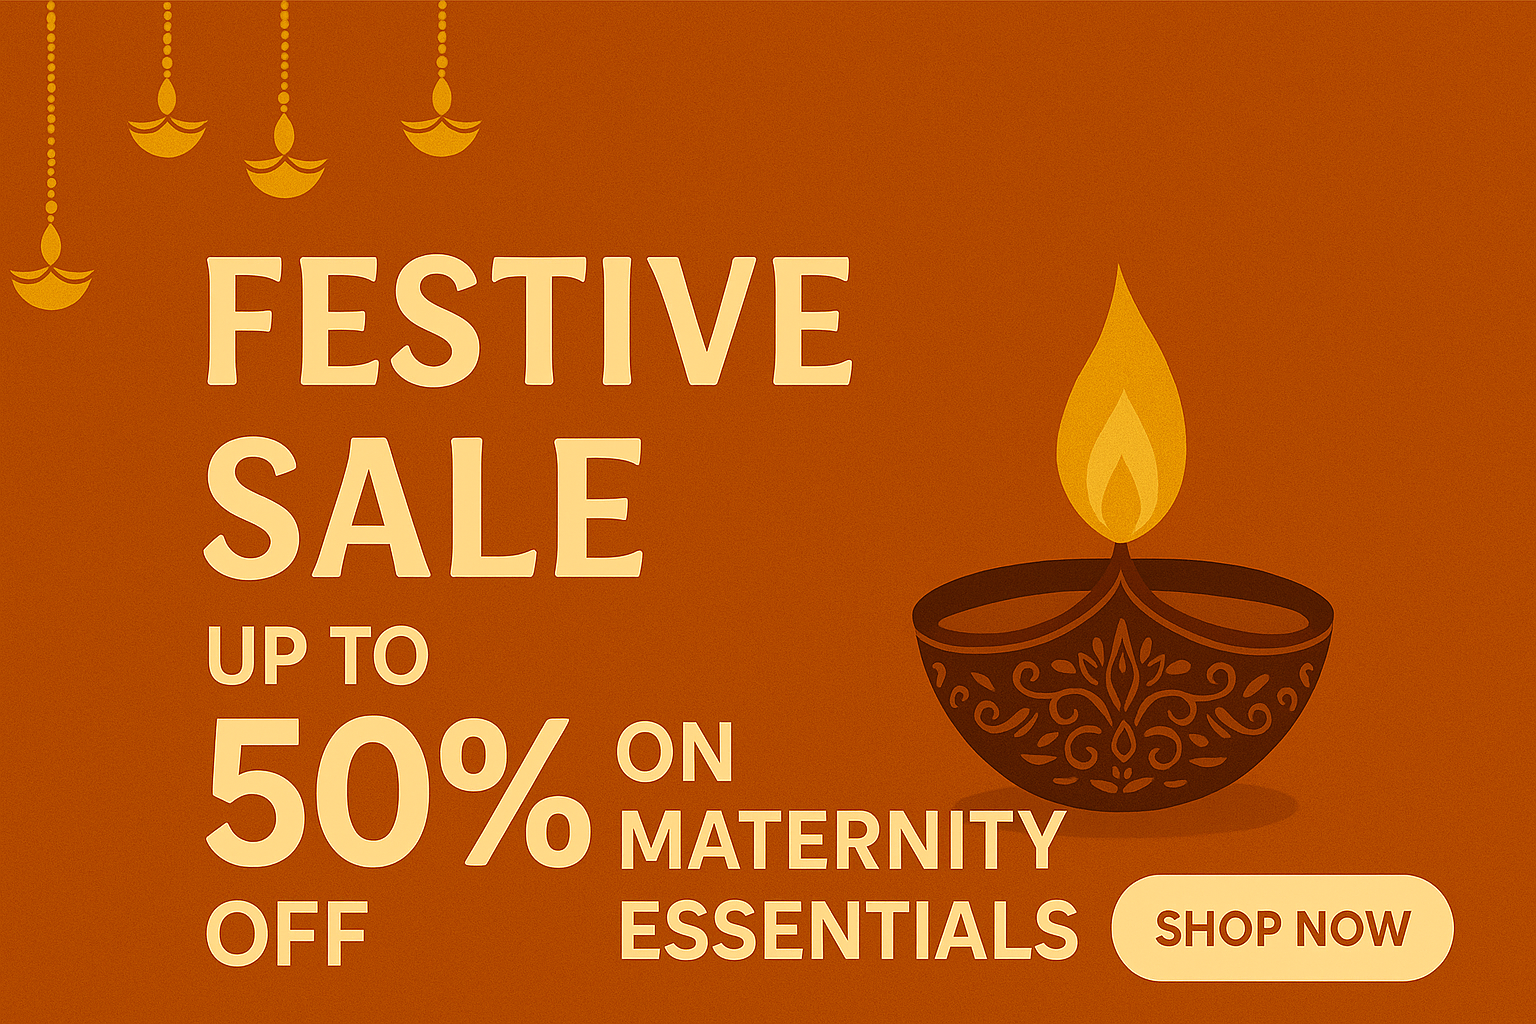 FESTIVE
SALE
UP TO
50%
OFF
ON
MATERNITY
ESSENTIALS
SHOP NOW